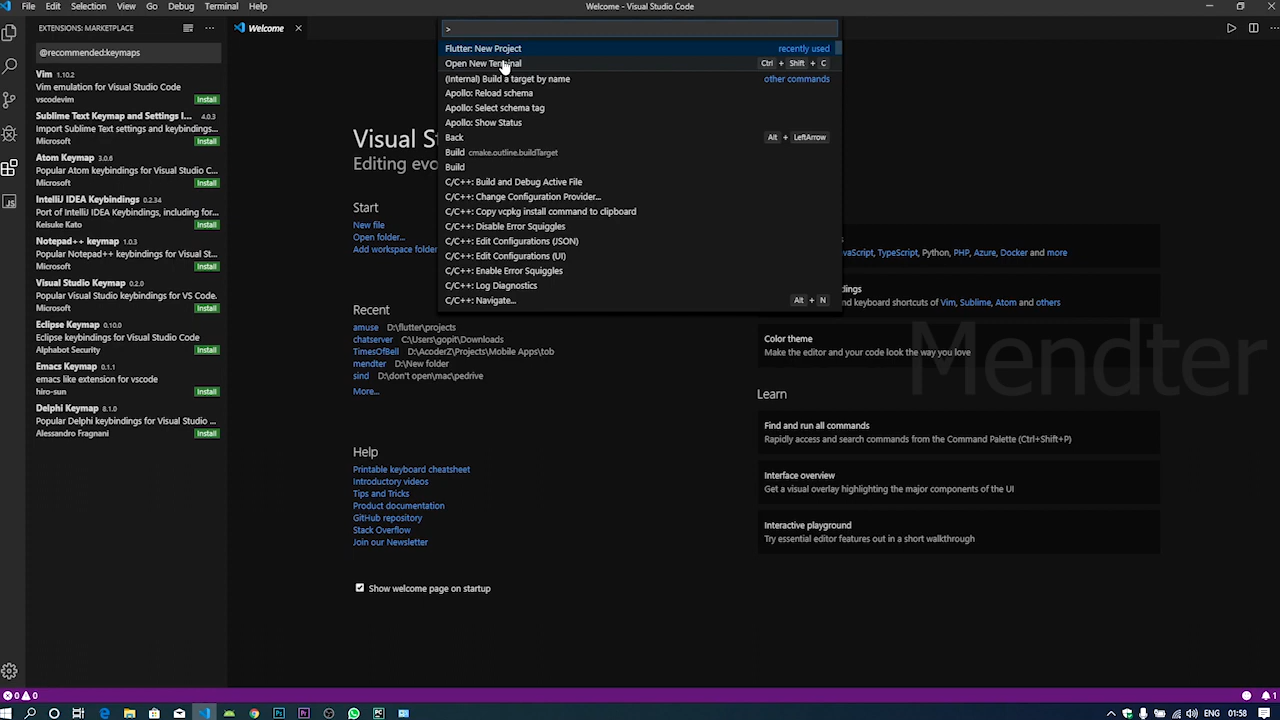 File Edit Selection View Go Debug Terminal Help
Welcome - Visual Studio Code
EXTENSIONS: MARKETPLACE
@recommended:keymaps
Vim 1.10.2
Vim emulation for Visual Studio Code
vscodevim Install
Sublime Text Keymap and Settings I... 4.0.3
Import Sublime Text settings and keybindings...
Microsoft Install
Atom Keymap 3.0.6
Popular Atom keybindings for Visual Studio C...
Microsoft Install
IntelliJ IDEA Keybindings 0.2.34
Port of IntelliJ IDEA Keybindings, including for...
Keisuke Kato Install
Notepad++ keymap 1.0.3
Popular Notepad++ keybindings for Visual St...
Microsoft Install
Visual Studio Keymap 0.2.0
Popular Visual Studio keybindings for VS Code.
Microsoft Install
Eclipse Keymap 0.10.0
Eclipse keybindings for Visual Studio Code
Alphabot Security Install
Emacs Keymap 0.1.1
emacs like extension for vscode
hiro-sun Install
Delphi Keymap 8.1.0
Popular Delphi keybindings for Visual Studio ...
Alessandro Fragnani Install
Welcome
>
Flutter: New Project recently used
Open New Terminal Ctrl + Shift + C
(Internal) Build a target by name other commands
Apollo: Reload schema
Apollo: Select schema tag
Apollo: Show Status
Back Alt + LeftArrow
Build cmake.outline.buildTarget
Build
C/C++: Build and Debug Active File
C/C++: Change Configuration Provider...
C/C++: Copy vcpkg install command to clipboard
C/C++: Disable Error Squiggles
C/C++: Edit Configurations (JSON)
C/C++: Edit Configurations (UI)
C/C++: Enable Error Squiggles
C/C++: Log Diagnostics
C/C++: Navigate... Alt + N
Visual St
Editing evo
Start
New file
Open folder...
Add workspace folder
Recent
amuse D:\flutter\projects
chatserver C:\Users\gopit\Downloads
TimesOfBell D:\AcoderZ\Projects\Mobile Apps\tob
mendter D:\New folder
sind D:\don't open\mac\pedrive
More...
Help
Printable keyboard cheatsheet
Introductory videos
Tips and Tricks
Product documentation
GitHub repository
Stack Overflow
Join our Newsletter
Show welcome page on startup
s
vaScript, TypeScript, Python, PHP, Azure, Docker and more
dings
nd keyboard shortcuts of Vim, Sublime, Atom and others
Color theme
Make the editor and your code look the way you love
Mendter
Learn
Find and run all commands
Rapidly access and search commands from the Command Palette (Ctrl+Shift+P)
Interface overview
Get a visual overlay highlighting the major components of the UI
Interactive playground
Try essential editor features out in a short walkthrough
0 0
1
ENG 01:58